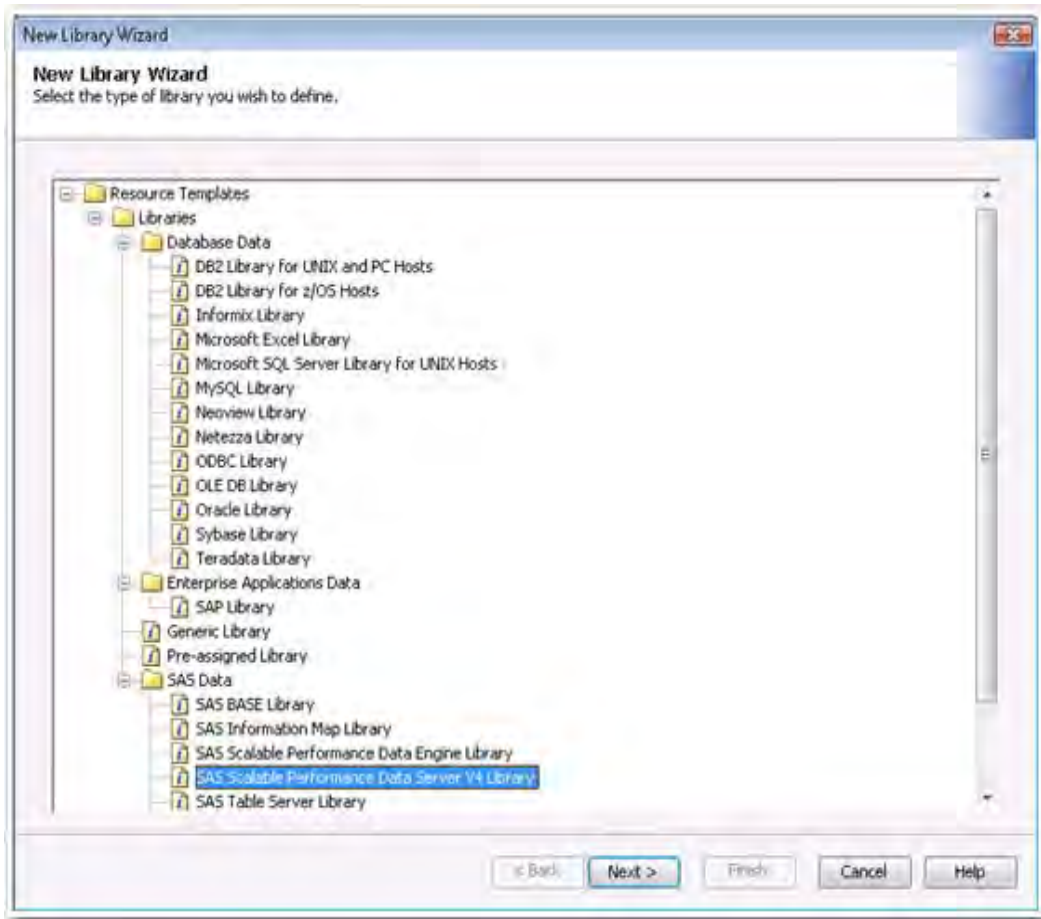 New Library Wizard
New Library Wizard
Select the type of library you wish to define.
Resource Templates
Libraries
Database Data
DB2 Library for UNIX and PC Hosts
DB2 Library for z/OS Hosts
Informix Library
Microsoft Excel Library
Microsoft SQL Server Library for UNIX Hosts
MySQL Library
Neoview Library
Netezza Library
ODBC Library
OLE DB Library
Oracle Library
Sybase Library
Teradata Library
Enterprise Applications Data
SAP Library
Generic Library
Pre-assigned Library
SAS Data
SAS BASE Library
SAS Information Map Library
SAS Scalable Performance Data Engine Library
SAS Scalable Performance Data Server V4 Library
SAS Table Server Library
< Back Next > Finish Cancel Help